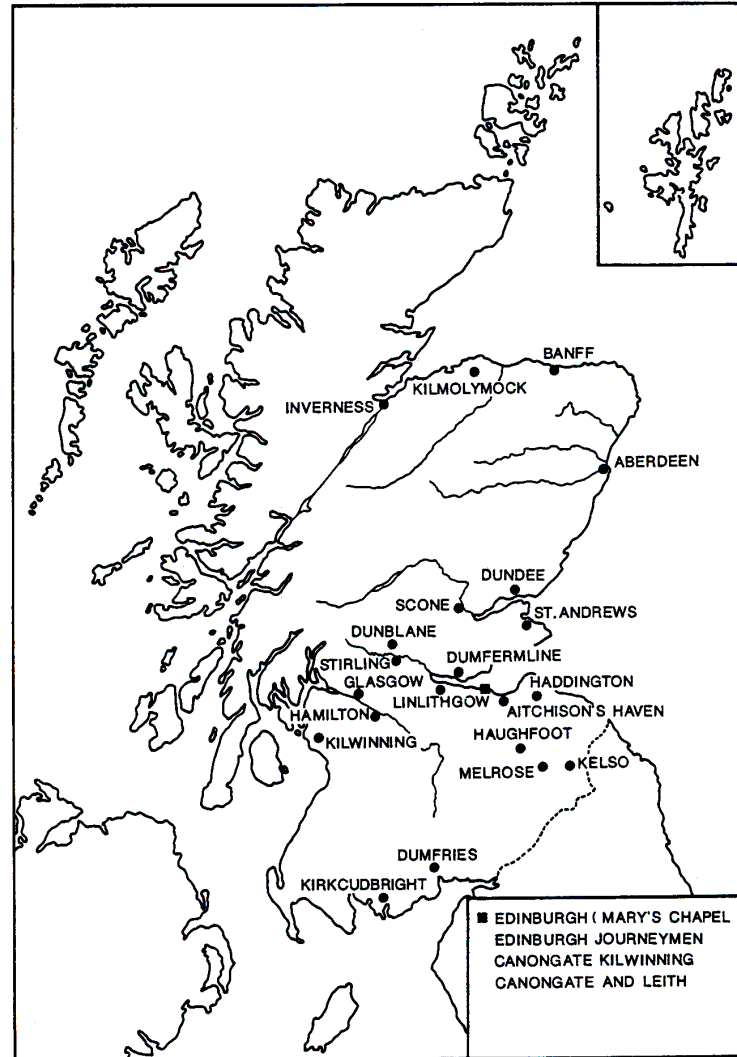 BANFF
KILMOLYMOCK
INVERNESS
ABERDEEN
DUNDEE
SCONE
ST. ANDREWS
DUNBLANE
STIRLING
DUMFERMLINE
GLASGOW
LINLITHGOW
HADDINGTON
AITCHISON'S HAVEN
HAMILTON
KILWINNING
HAUGHFOOT
MELROSE
KELSO
DUMFRIES
KIRKCUDBRIGHT
EDINBURGH ( MARY'S CHAPEL
EDINBURGH JOURNEYMEN
CANONGATE KILWINNING
CANONGATE AND LEITH